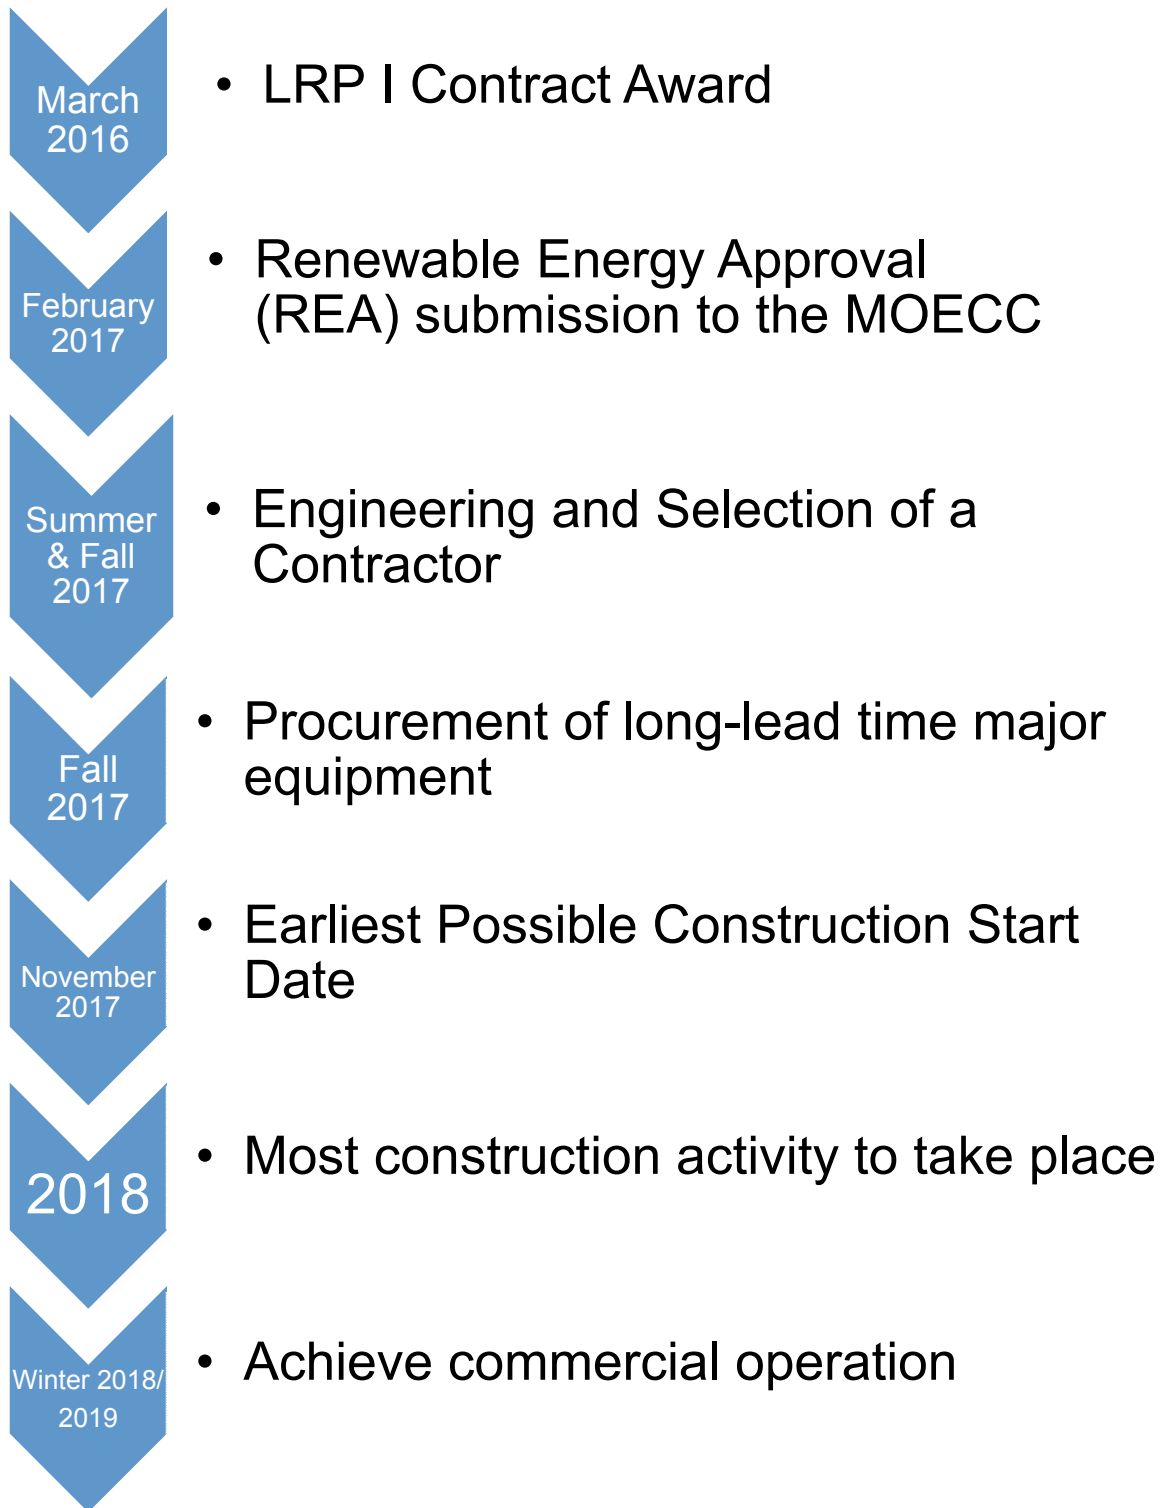 March
2016
• LRP I Contract Award
February
2017
• Renewable Energy Approval
(REA) submission to the MOECC
Summer
& Fall
2017
• Engineering and Selection of a
Contractor
Fall
2017
• Procurement of long-lead time major
equipment
November
2017
• Earliest Possible Construction Start
Date
2018
• Most construction activity to take place
Winter 2018/
2019
• Achieve commercial operation